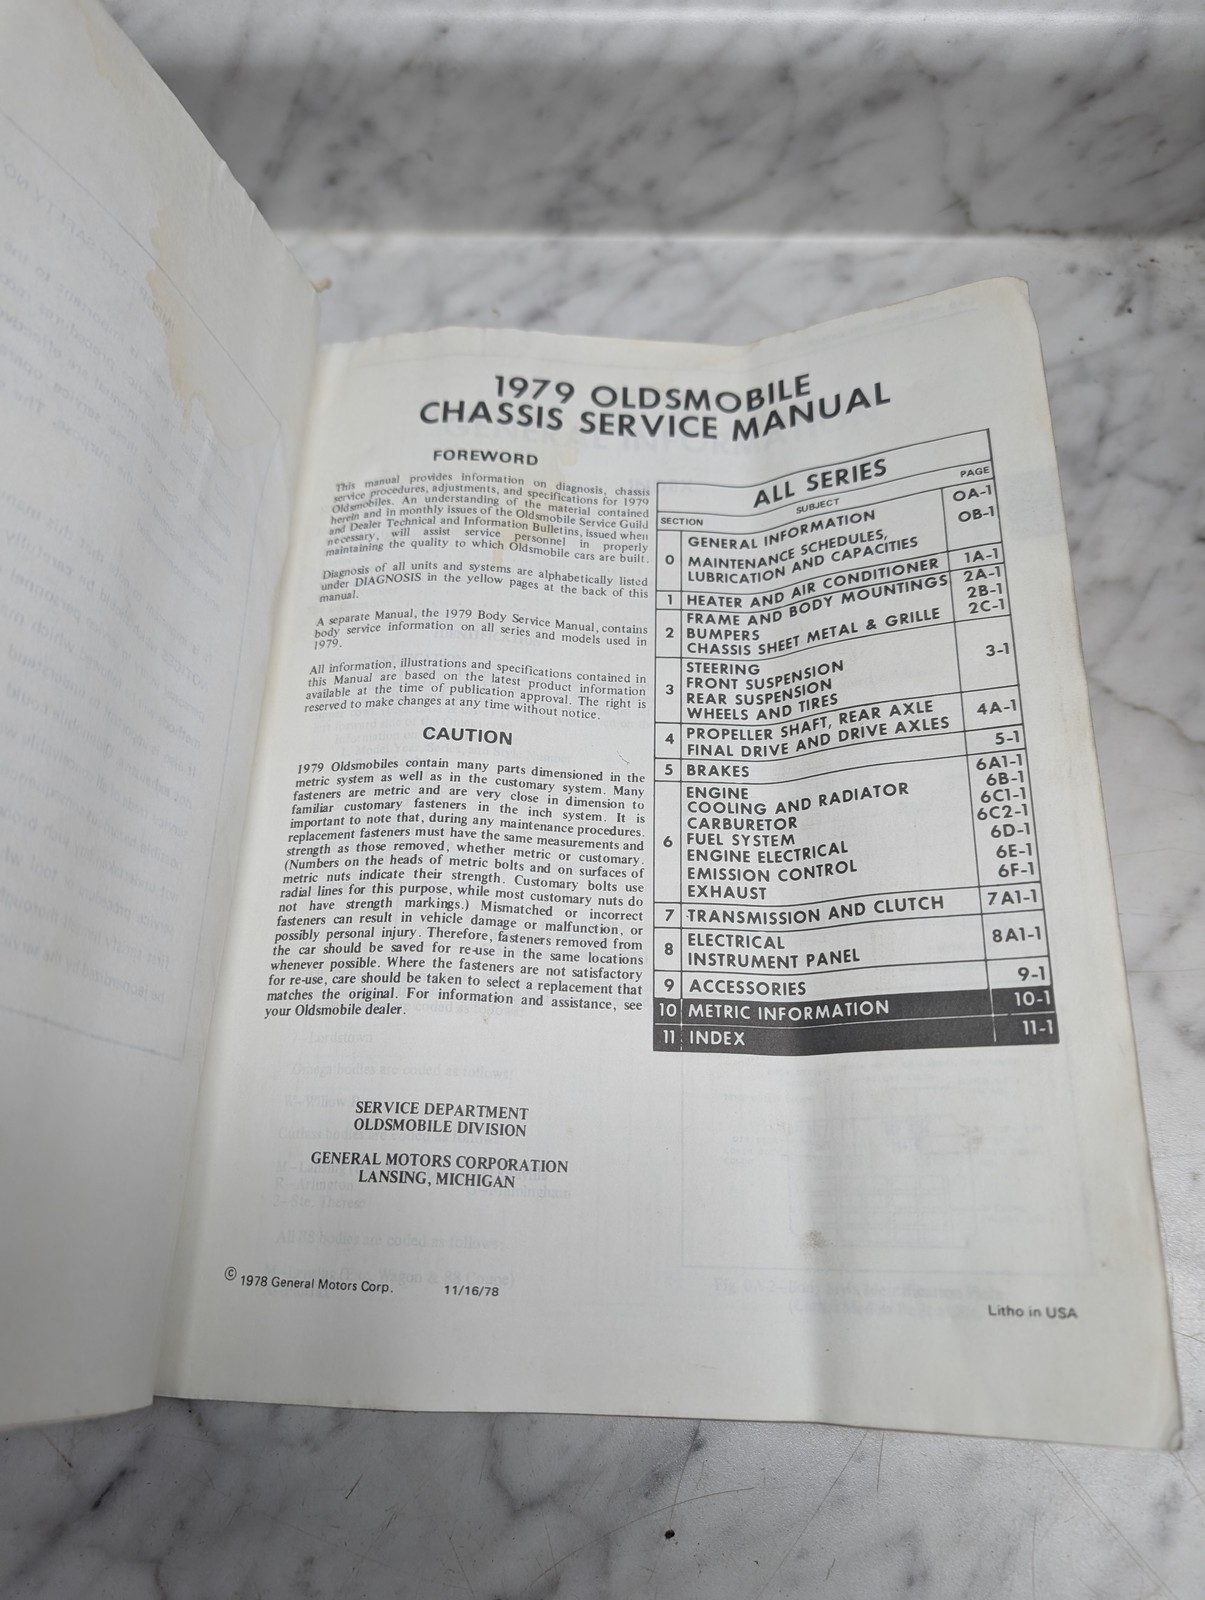 1979 OLDSMOBILE
CHASSIS SERVICE MANUAL
FOREWORD
This manual provides information on diagnosis, chassis
service procedures, adjustments, and specifications for 1979
Oldsmobiles. An understanding of the material contained
herein and in monthly issues of the Oldsmobile Service Guild
and Dealer Technical and Information Bulletins, issued when
necessary, will assist service personnel in properly
maintaining the quality to which Oldsmobile cars are built.
Diagnosis of all units and systems are alphabetically listed
under DIAGNOSIS in the yellow pages at the back of this
manual.
A separate Manual, the 1979 Body Service Manual, contains
body service information on all series and models used in
1979.
All information, illustrations and specifications contained in
this Manual are based on the latest product information
available at the time of publication approval. The right is
reserved to make changes at any time without notice.
CAUTION
1979 Oldsmobiles contain many parts dimensioned in the
metric system as well as in the customary system. Many
fasteners are metric and are very close in dimension to
familiar customary fasteners in the inch system. It is
important to note that, during any maintenance procedures,
replacement fasteners must have the same measurements and
strength as those removed, whether metric or customary.
(Numbers on the heads of metric bolts and on surfaces of
metric nuts indicate their strength. Customary bolts use
radial lines for this purpose, while most customary nuts do
not have strength markings.) Mismatched or incorrect
fasteners can result in vehicle damage or malfunction, or
possibly personal injury. Therefore, fasteners removed from
the car should be saved for re-use in the same locations
whenever possible. Where the fasteners are not satisfactory
for re-use, care should be taken to select a replacement that
matches the original. For information and assistance, see
your Oldsmobile dealer.
ALL SERIES
SECTION SUBJECT PAGE
0 GENERAL INFORMATION 0A-1
MAINTENANCE SCHEDULES, 0B-1
LUBRICATION AND CAPACITIES
1 HEATER AND AIR CONDITIONER 1A-1
2 FRAME AND BODY MOUNTINGS 2A-1
BUMPERS 2B-1
CHASSIS SHEET METAL & GRILLE 2C-1
3 STEERING 3-1
FRONT SUSPENSION
REAR SUSPENSION
WHEELS AND TIRES
4 PROPELLER SHAFT, REAR AXLE 4A-1
FINAL DRIVE AND DRIVE AXLES
5 BRAKES 5-1
6 ENGINE 6A1-1
COOLING AND RADIATOR 6B-1
CARBURETOR 6C1-1
FUEL SYSTEM 6C2-1
ENGINE ELECTRICAL 6D-1
EMISSION CONTROL 6E-1
EXHAUST 6F-1
7 TRANSMISSION AND CLUTCH 7A1-1
8 ELECTRICAL 8A1-1
INSTRUMENT PANEL
9 ACCESSORIES 9-1
10 METRIC INFORMATION 10-1
11 INDEX 11-1
SERVICE DEPARTMENT
OLDSMOBILE DIVISION
GENERAL MOTORS CORPORATION
LANSING, MICHIGAN
© 1978 General Motors Corp. 11/16/78
Litho in USA